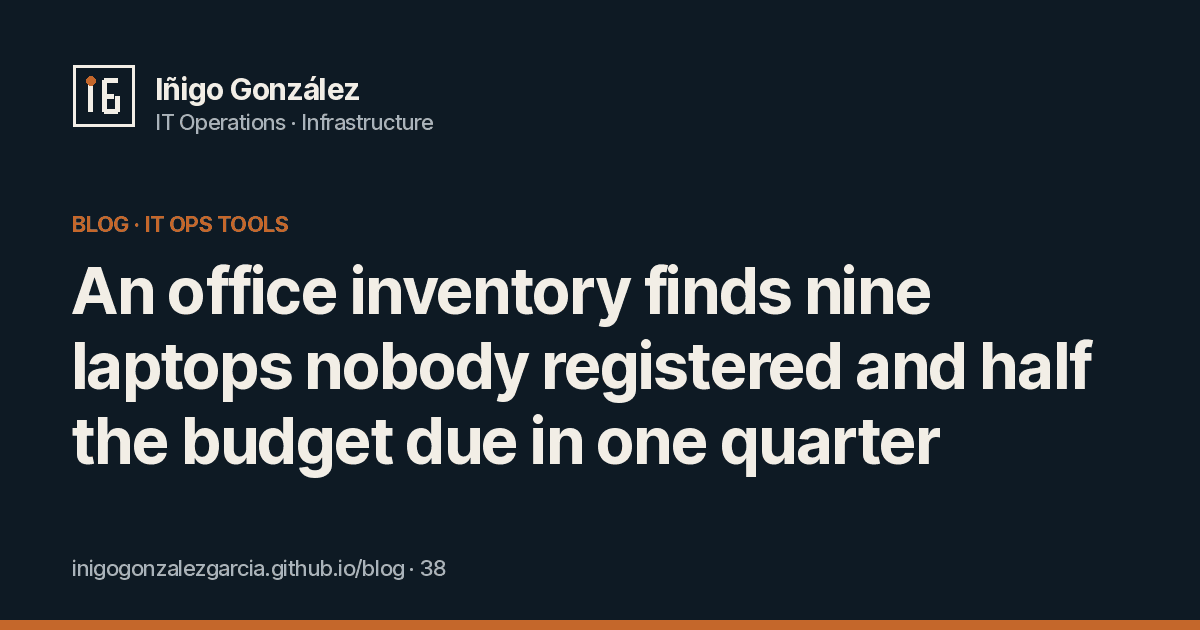 iG
Iñigo González
IT Operations · Infrastructure
BLOG · IT OPS TOOLS
An office inventory finds nine
laptops nobody registered and half
the budget due in one quarter
inigogonzalezgarcia.github.io/blog · 38